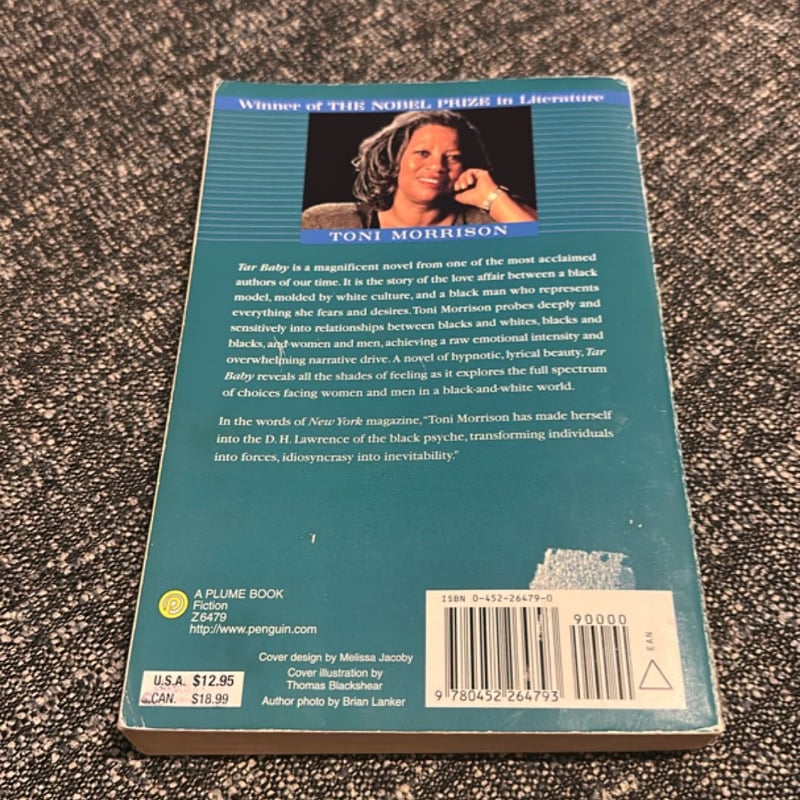 Winner of THE NOBEL PRIZE in Literature
TONI MORRISON
Tar Baby is a magnificent novel from one of the most acclaimed
authors of our time. It is the story of the love affair between a black
model, molded by white culture, and a black man who represents
everything she fears and desires. Toni Morrison probes deeply and
sensitively into relationships between blacks and whites, blacks and
blacks, and women and men, achieving a raw emotional intensity and
overwhelming narrative drive. A novel of hypnotic, lyrical beauty, Tar
Baby reveals all the shades of feeling as it explores the full spectrum
of choices facing women and men in a black-and-white world.
In the words of New York magazine, "Toni Morrison has made herself
into the D. H. Lawrence of the black psyche, transforming individuals
into forces, idiosyncrasy into inevitability."
A PLUME BOOK
Fiction
Z6479
http://www.penguin.com
Cover design by Melissa Jacoby
Cover illustration by
Thomas Blackshear
Author photo by Brian Lanker
U.S.A. $12.95
CAN. $18.99
ISBN 0-452-26479-0
90000
EAN
9 780452 264793